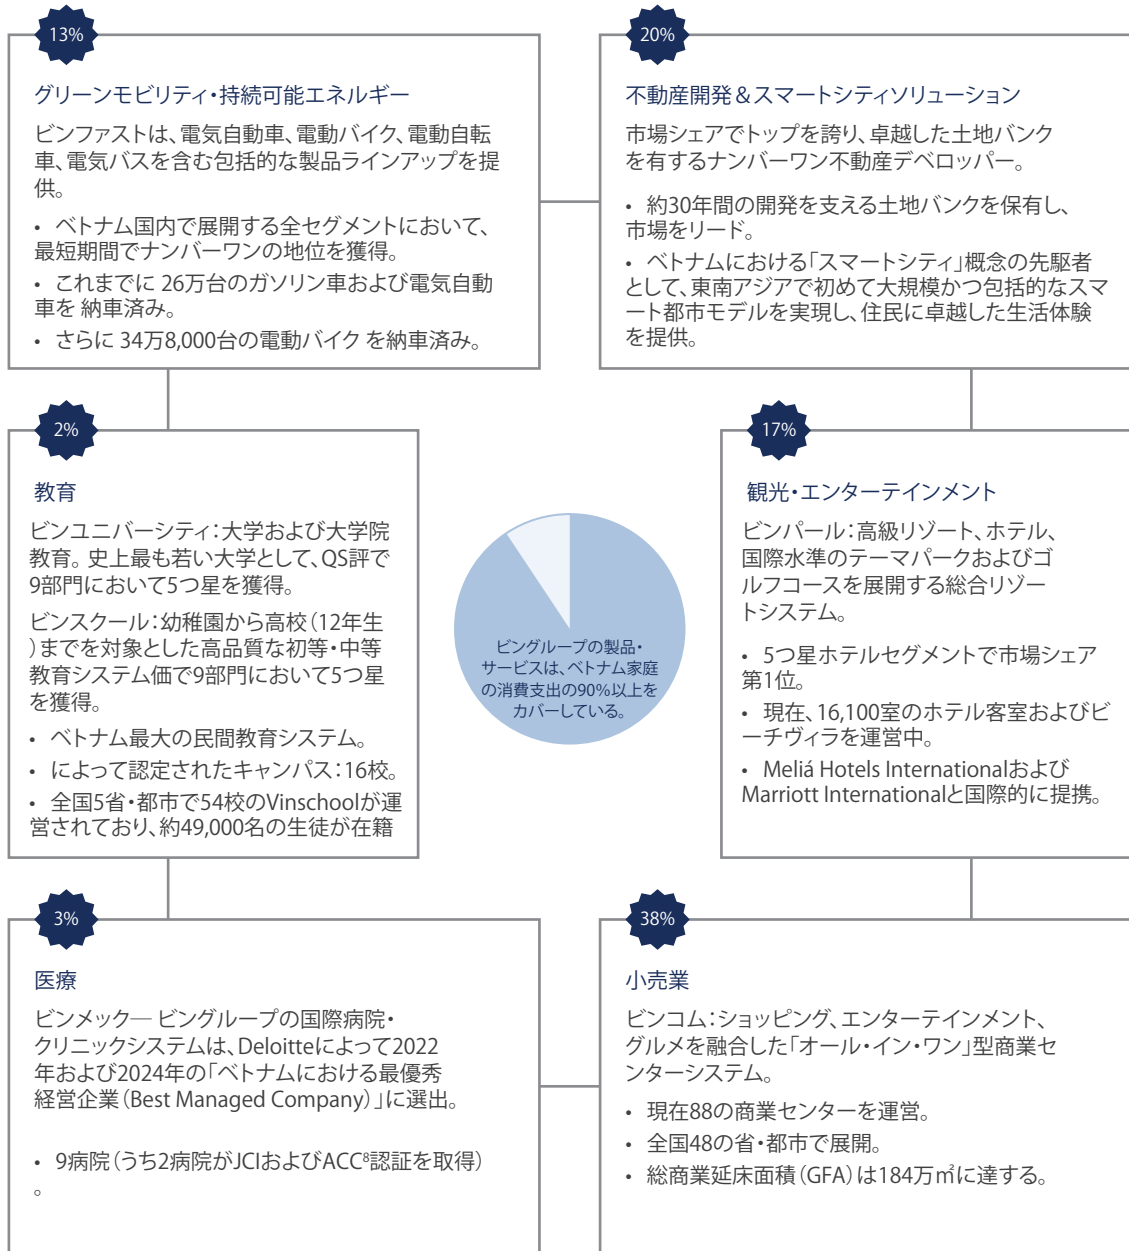 13%
グリーンモビリティ・持続可能エネルギー
ビンファストは、電気自動車、電動バイク、電動自転
車、電気バスを含む包括的な製品ラインアップを提
供。
• ベトナム国内で展開する全セグメントにおいて、
最短期間でナンバーワンの地位を獲得。
• これまでに 26万台のガソリン車および電気自動
車を 納車済み。
• さらに 34万8,000台の電動バイク を納車済み。
20%
不動産開発＆スマートシティソリューション
市場シェアでトップを誇り、卓越した土地バンク
を有するナンバーワン不動産デベロッパー。
• 約30年間の開発を支える土地バンクを保有し、
市場をリード。
• ベトナムにおける「スマートシティ」概念の先駆者
として、東南アジアで初めて大規模かつ包括的なスマ
ート都市モデルを実現し、住民に卓越した生活体験
を提供。
2%
教育
ビンユニバーシティ：大学および大学院
教育。史上最も若い大学として、QS評で
9部門において5つ星を獲得。
ビンスクール：幼稚園から高校（12年生
）までを対象とした高品質な初等・中等
教育システム価で9部門において5つ星
を獲得。
• ベトナム最大の民間教育システム。
• によって認定されたキャンパス：16校。
• 全国5省・都市で54校のVinschoolが運
営されており、約49,000名の生徒が在籍
ビングループの製品・
サービスは、ベトナム家庭
の消費支出の90%以上を
カバーしている。
17%
観光・エンターテインメント
ビンパール：高級リゾート、ホテル、
国際水準のテーマパークおよびゴ
ルフコースを展開する総合リゾー
トシステム。
• 5つ星ホテルセグメントで市場シェア
第1位。
• 現在、16,100室のホテル客室およびビ
ーチヴィラを運営中。
• Meliá Hotels Internationalおよび
Marriott Internationalと国際的に提携。
3%
医療
ビンメック— ビングループの国際病院・
クリニックシステムは、Deloitteによって2022
年および2024年の「ベトナムにおける最優秀
経営企業（Best Managed Company）」に選出。
• 9病院（うち2病院がJCIおよびACC⁸認証を取得）
。
38%
小売業
ビンコム：ショッピング、エンターテインメント、
グルメを融合した「オール・イン・ワン」型商業セ
ンターシステム。
• 現在88の商業センターを運営。
• 全国48の省・都市で展開。
• 総商業延床面積（GFA）は184万㎡に達する。